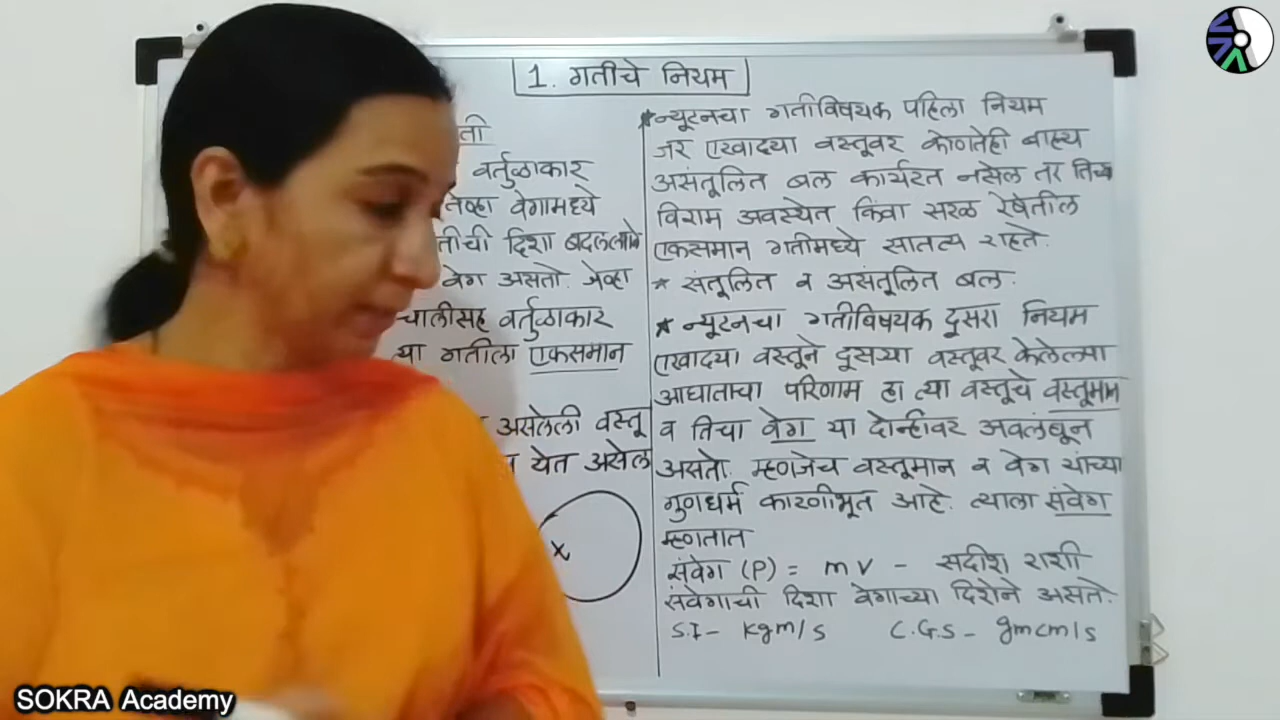 1. गतीचे नियम
ती
वर्तुळाकार
तेव्हा वेगामध्ये
तीची दिशा बदलल्याने
वेग असतो. जेव्हा
चालीसह वर्तुळाकार
त्या गतीला एकसमान
असलेली वस्तू
येत असेल
x
* न्यूटनचा गतीविषयक पहिला नियम
जर एखाद्या वस्तूवर कोणतेही बाह्य
असंतूलित बल कार्यरत नसेल तर तिच्या
विराम अवस्थेत किंवा सरळ रेषेतील
एकसमान गतीमध्ये सातत्य राहते.
* संतूलित व असंतूलित बल.
* न्यूटनचा गतीविषयक दूसरा नियम
एखाद्या वस्तूने दूसऱ्या वस्तूवर केलेल्या
आघाताचा परिणाम हा त्या वस्तूचे वस्तूमान
व तिचा वेग या दोन्हीवर अवलंबून
असतो. म्हणजेच वस्तूमान व वेग यांच्या
गुणधर्म कारणीभूत आहे. त्याला संवेग
म्हणतात
संवेग (P) = mv - सदीश राशी
संवेगाची दिशा वेगाच्या दिशेने असते.
S.I- Kgm/s C.G.S- gmcm/s
SOKRA Academy